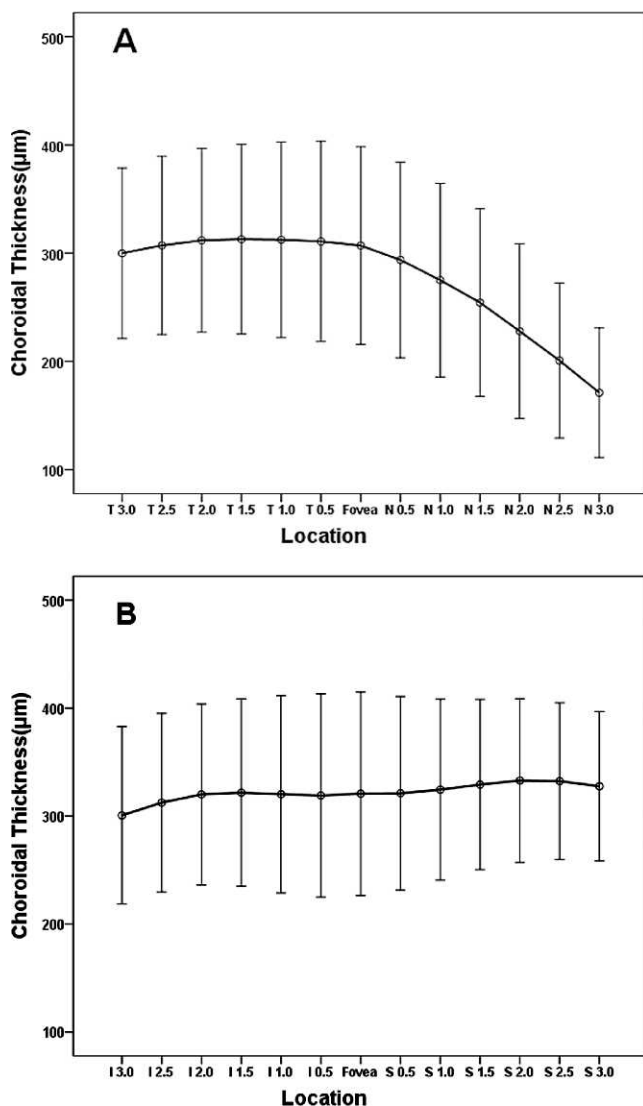 A
500
400
300
200
100
Choroidal Thickness(µm)
T 3.0 T 2.5 T 2.0 T 1.5 T 1.0 T 0.5 Fovea N 0.5 N 1.0 N 1.5 N 2.0 N 2.5 N 3.0
Location
B
500
400
300
200
100
Choroidal Thickness(µm)
I 3.0 I 2.5 I 2.0 I 1.5 I 1.0 I 0.5 Fovea S 0.5 S 1.0 S 1.5 S 2.0 S 2.5 S 3.0
Location